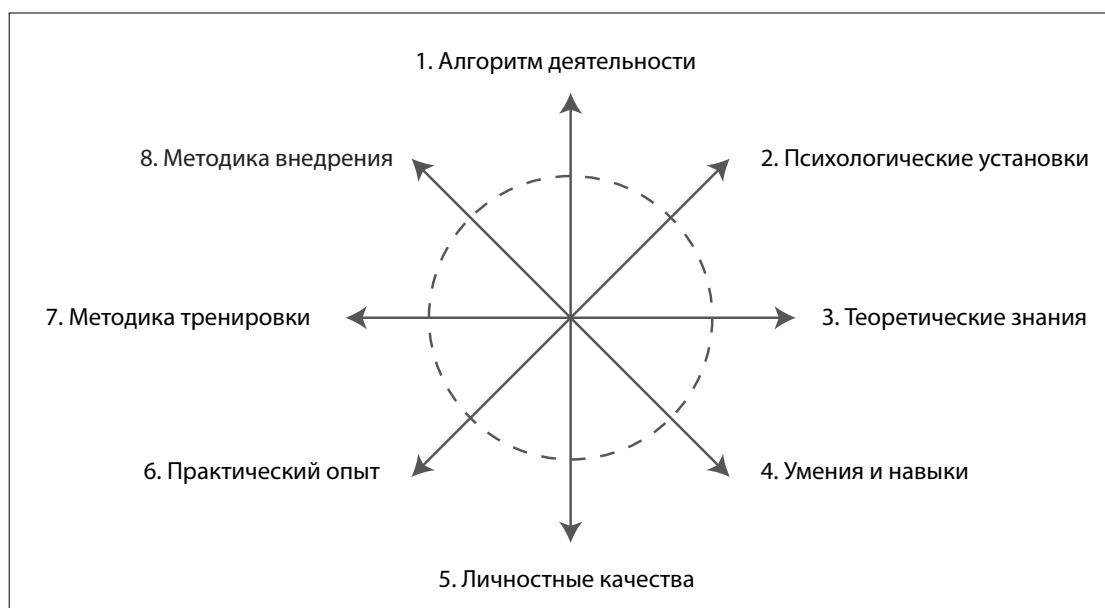 1. Алгоритм деятельности
2. Психологические установки
3. Теоретические знания
4. Умения и навыки
5. Личностные качества
6. Практический опыт
7. Методика тренировки
8. Методика внедрения